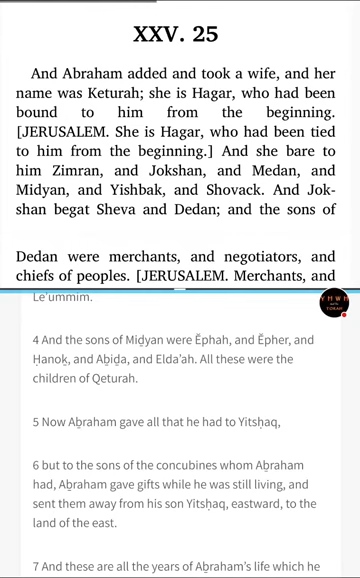 XXV. 25
And Abraham added and took a wife, and her
name was Keturah; she is Hagar, who had been
bound to him from the beginning.
[JERUSALEM. She is Hagar, who had been tied
to him from the beginning.] And she bare to
him Zimran, and Jokshan, and Medan, and
Midyan, and Yishbak, and Shovack. And Jok-
shan begat Sheva and Dedan; and the sons of
Dedan were merchants, and negotiators, and
chiefs of peoples. [JERUSALEM. Merchants, and
Le’ummim.
4 And the sons of Miḏyan were Ěphah, and Ěpher, and
Ḥanoḵ, and Aḇiḏa, and Elda‛ah. All these were the
children of Qeturah.
5 Now Aḇraham gave all that he had to Yitsḥaq,
6 but to the sons of the concubines whom Aḇraham
had, Aḇraham gave gifts while he was still living, and
sent them away from his son Yitsḥaq, eastward, to the
land of the east.
7 And these are all the years of Aḇraham’s life which he